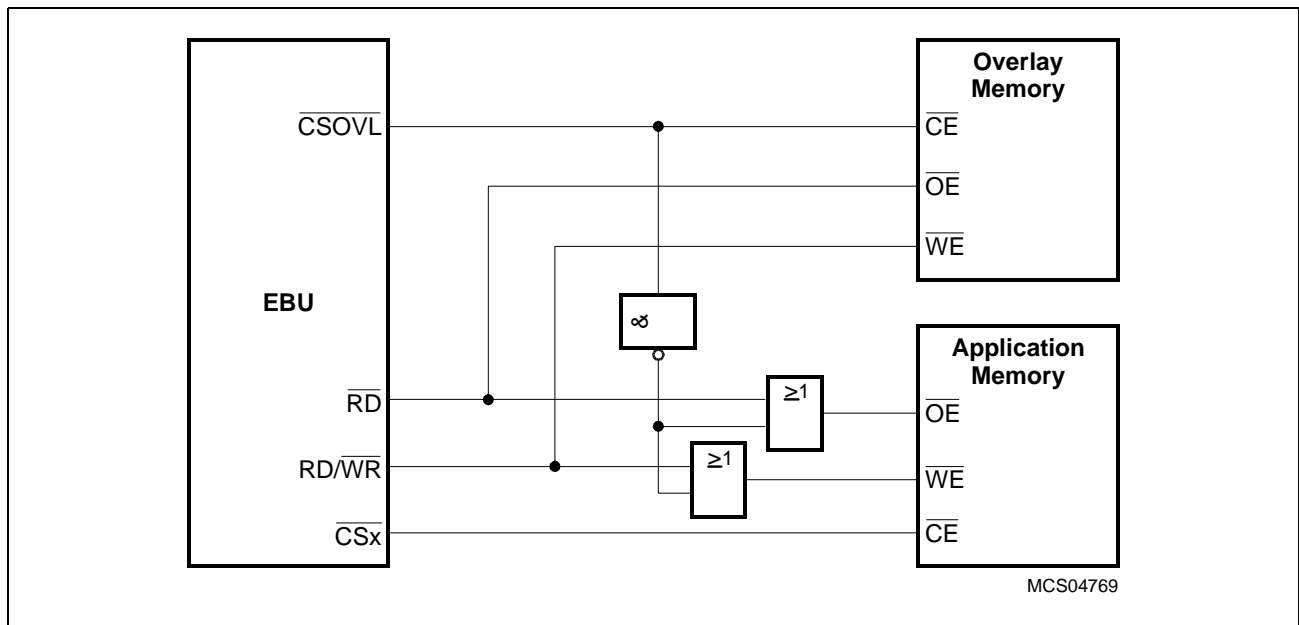 EBU
CSOVL
RD
RD/WR
CSx
&
≥1
≥1
Overlay
Memory
CE
OE
WE
Application
Memory
OE
WE
CE
MCS04769